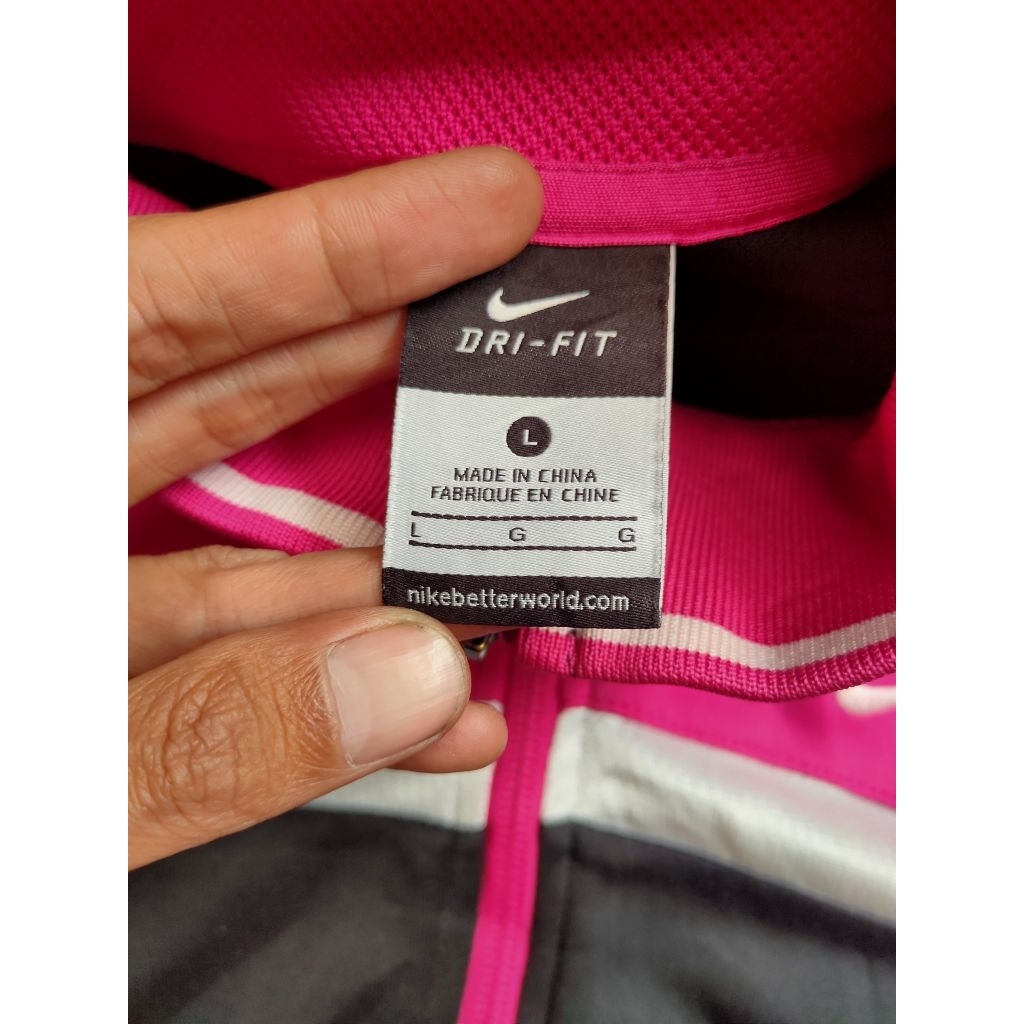 DRI-FIT
L
MADE IN CHINA
FABRIQUE EN CHINE
L G G
nikebetterworld.com